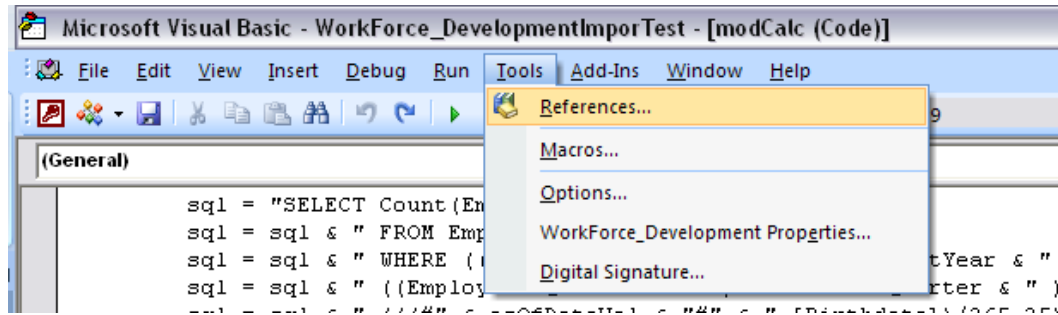 Microsoft Visual Basic - WorkForce_DevelopmentImporTest - [modCalc (Code)]
File Edit View Insert Debug Run Tools Add-Ins Window Help
References...
9
(General)
Macros...
Options...
sql = "SELECT Count(Em
sql = sql & " FROM Emp
WorkForce_Development Properties...
sql = sql & " WHERE ( tYear & "
Digital Signature...
sql = sql & " ((Employ rter & " )